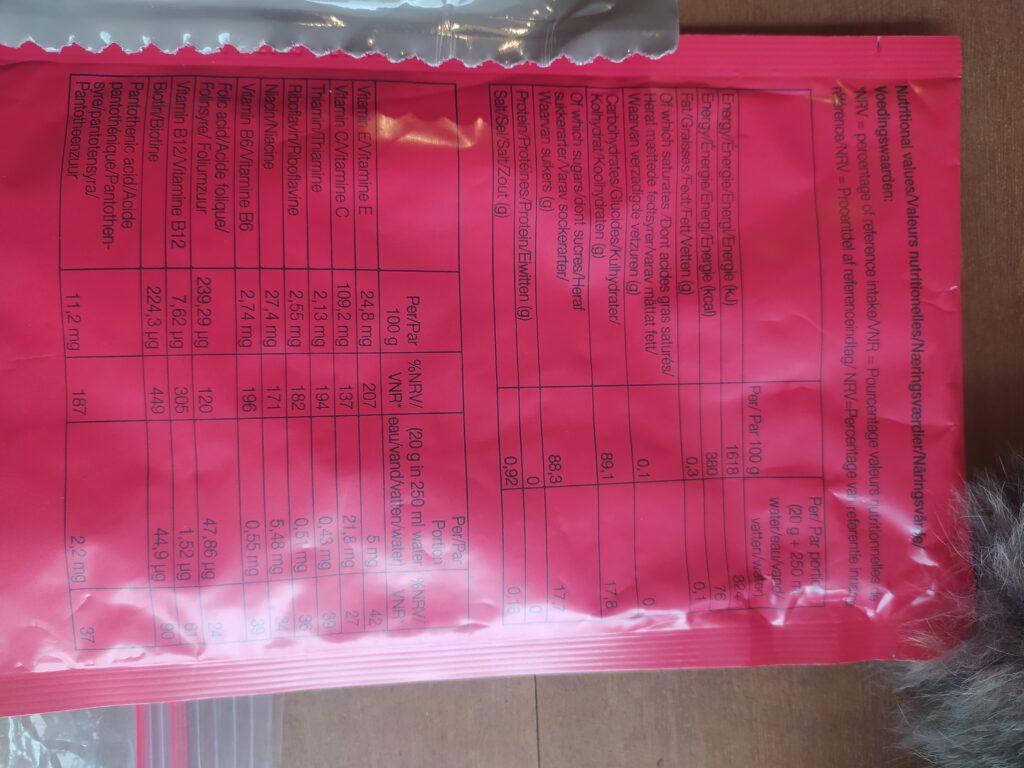 Nutritional values/Valeurs nutritionnelles/Næringsværdier/Näringsvärde/
Voedingswaarden:
*NRV = percentage of reference intake/VNR = Pourcentage valeurs nutritionnelles de
référence/NRV = Procentdel af referenceindtag/ NRV=Percentage van referentie inneming
Per/ Par 100 g
Per/ Par portion
(20 g - 250 ml
water/ eau/vand/
vatten/water)
Energy/Énergie/Energi/Energie (kJ) 1618 324
Energy/Énergie/Energi/Energie (kcal) 380 76
Fat/Graisses/Fedt/Fett/Vetten (g) 0,3 0,1
Of which saturates /Dont acides gras saturés/
Heraf mættede fedtsyrer/varav mättat fett/
Waarvan verzadigde vetzuren (g) 0,1 0
Carbohydrates/Glucides/Kulhydrater/
Kolhydrat/Koolhydraten (g) 89,1 17,8
Of which sugars/dont sucres/Heraf
sukkerarter/Varav sockerarter/
Waarvan suikers (g) 88,3 17,7
Protein/Protéines/Protein/Eiwitten (g) 0 0
Salt/Sel/Salt/Zout (g) 0,92 0,18
Per/Par
100 g
%NRV/
VNR*
Per/Par
Portion
(20 g in 250 ml water
eau/vand/vatten/water)
%NRV/
VNR*
Vitamin E/Vitamine E 24,8 mg 207 5 mg 42
Vitamin C/Vitamine C 109,2 mg 137 21,8 mg 27
Thiamin/Thiamine 2,13 mg 194 0,43 mg 39
Riboflavin/Riboflavine 2,55 mg 182 0,51 mg 36
Niacin/Niacine 27,4 mg 171 5,48 mg 34
Vitamin B6/Vitamine B6 2,74 mg 196 0,55 mg 39
Folic acid/Acide folique/
Folinsyre/ Foliumzuur 239,29 µg 120 47,86 µg 24
Vitamin B12/Vitamine B12 7,62 µg 305 1,52 µg 61
Biotin/Biotine 224,3 µg 449 44,9 µg 90
Pantothenic acid/Acide
pantothénique/Pantothen-
syre/pantotensyra/
Pantotheenzuur 11,2 mg 187 2,2 mg 37